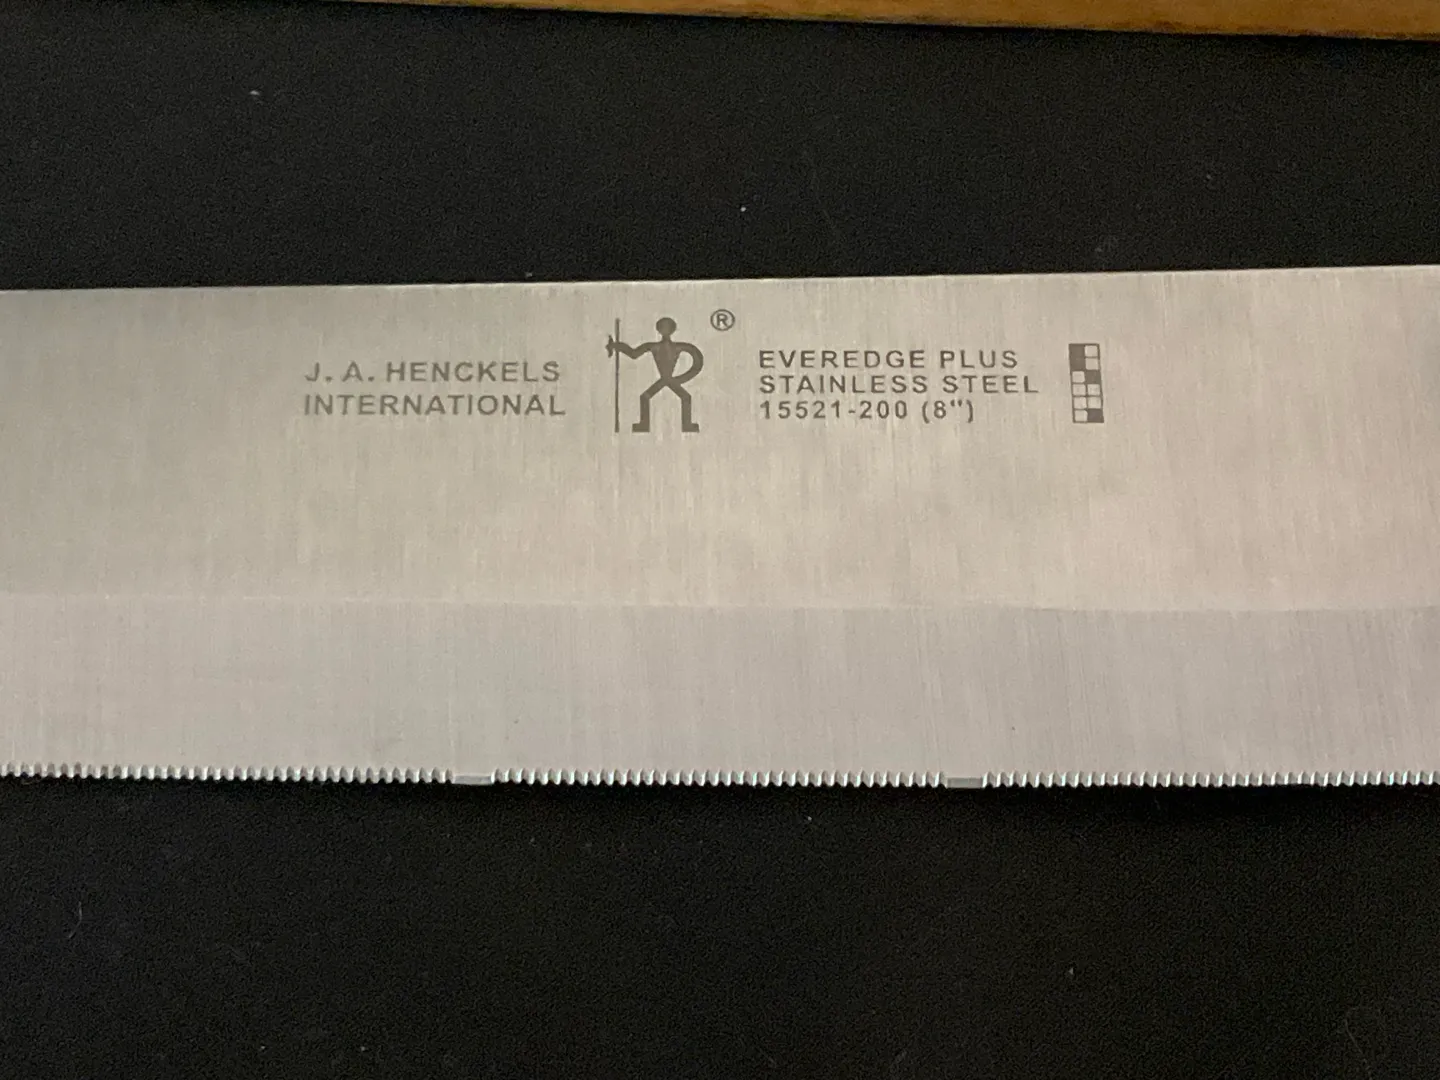 J. A. HENCKELS
INTERNATIONAL
®
EVEREDGE PLUS
STAINLESS STEEL
15521-200 (8")